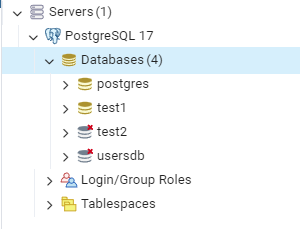 Servers (1)
PostgreSQL 17
Databases (4)
postgres
test1
test2
usersdb
Login/Group Roles
Tablespaces